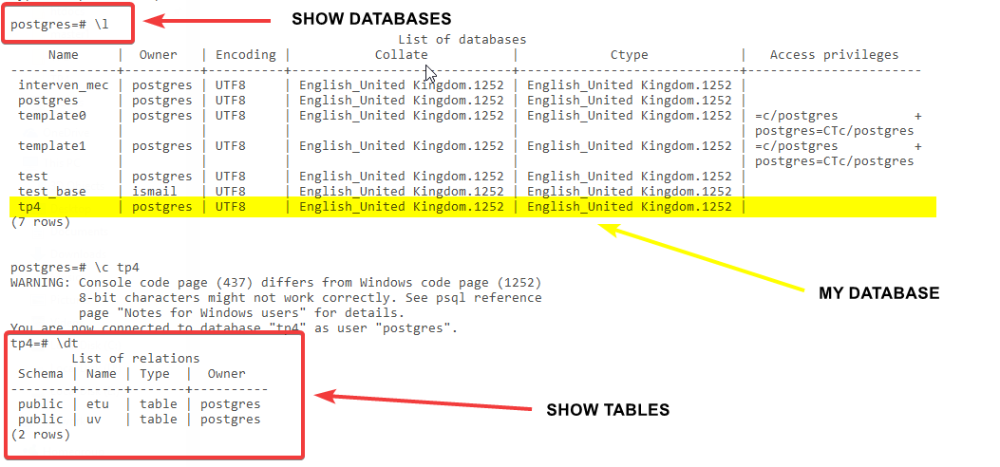 postgres=# \l
SHOW DATABASES
List of databases
Name | Owner | Encoding | Collate | Ctype | Access privileges
-------------+----------+----------+-----------------------------+-----------------------------+-----------------------
interven_mec | postgres | UTF8 | English_United Kingdom.1252 | English_United Kingdom.1252 |
postgres | postgres | UTF8 | English_United Kingdom.1252 | English_United Kingdom.1252 |
template0 | postgres | UTF8 | English_United Kingdom.1252 | English_United Kingdom.1252 | =c/postgres +
| | | | | postgres=CTc/postgres
template1 | postgres | UTF8 | English_United Kingdom.1252 | English_United Kingdom.1252 | =c/postgres +
| | | | | postgres=CTc/postgres
test | postgres | UTF8 | English_United Kingdom.1252 | English_United Kingdom.1252 |
test_base | ismail | UTF8 | English_United Kingdom.1252 | English_United Kingdom.1252 |
tp4 | postgres | UTF8 | English_United Kingdom.1252 | English_United Kingdom.1252 |
(7 rows)
postgres=# \c tp4
WARNING: Console code page (437) differs from Windows code page (1252)
8-bit characters might not work correctly. See psql reference
page "Notes for Windows users" for details.
MY DATABASE
You are now connected to database "tp4" as user "postgres".
tp4=# \dt
List of relations
Schema | Name | Type | Owner
--------+------+-------+----------
public | etu | table | postgres
public | uv | table | postgres
(2 rows)
SHOW TABLES